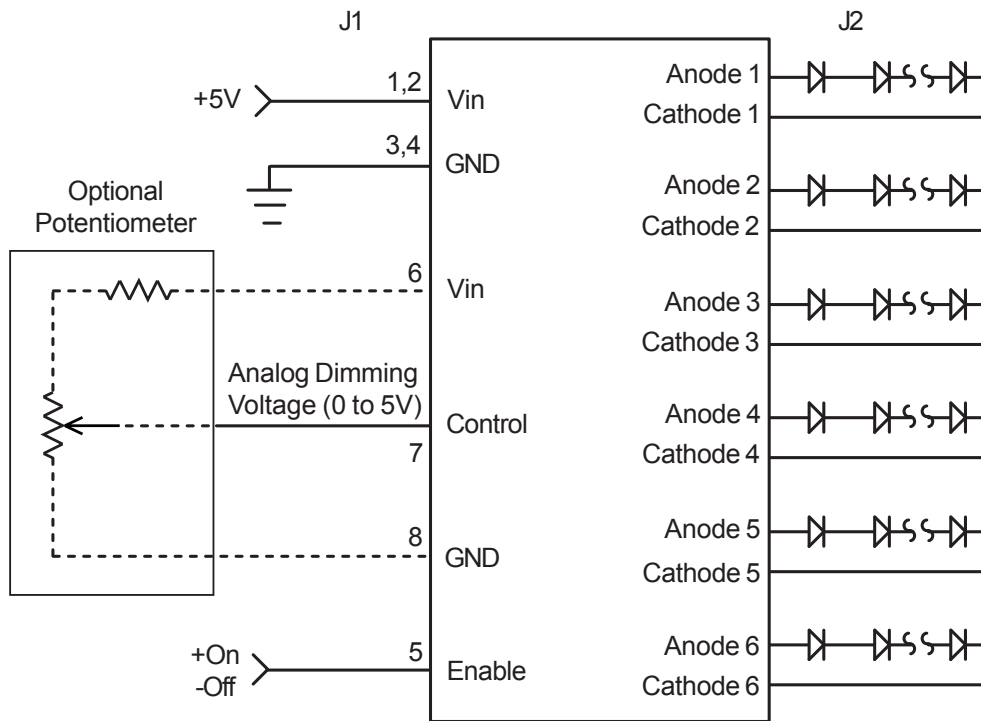 J1
J2
+5V
1,2
Vin
3,4
GND
Optional
Potentiometer
6
Vin
Analog Dimming
Voltage (0 to 5V)
Control
7
8
GND
+On
-Off
5
Enable
Anode 1
Cathode 1
Anode 2
Cathode 2
Anode 3
Cathode 3
Anode 4
Cathode 4
Anode 5
Cathode 5
Anode 6
Cathode 6